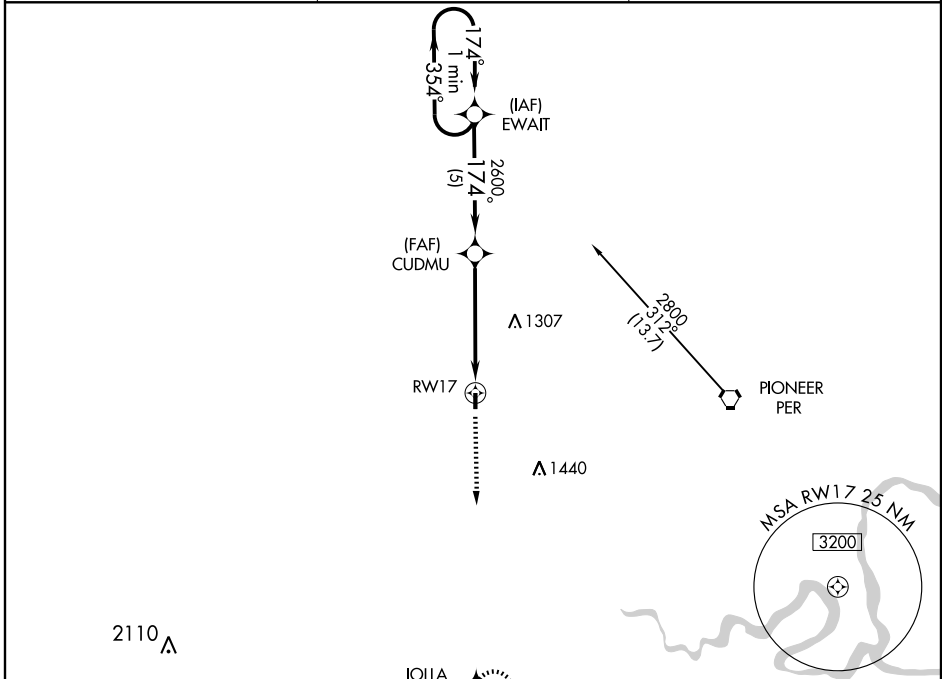 174°
1 min
354°
(IAF)
EWAIT
2600
174°
(5)
(FAF)
CUDMU
1307
2800
312°
(13.7)
RW17
PIONEER
PER
1440
MSA RW17 25 NM
3200
2110